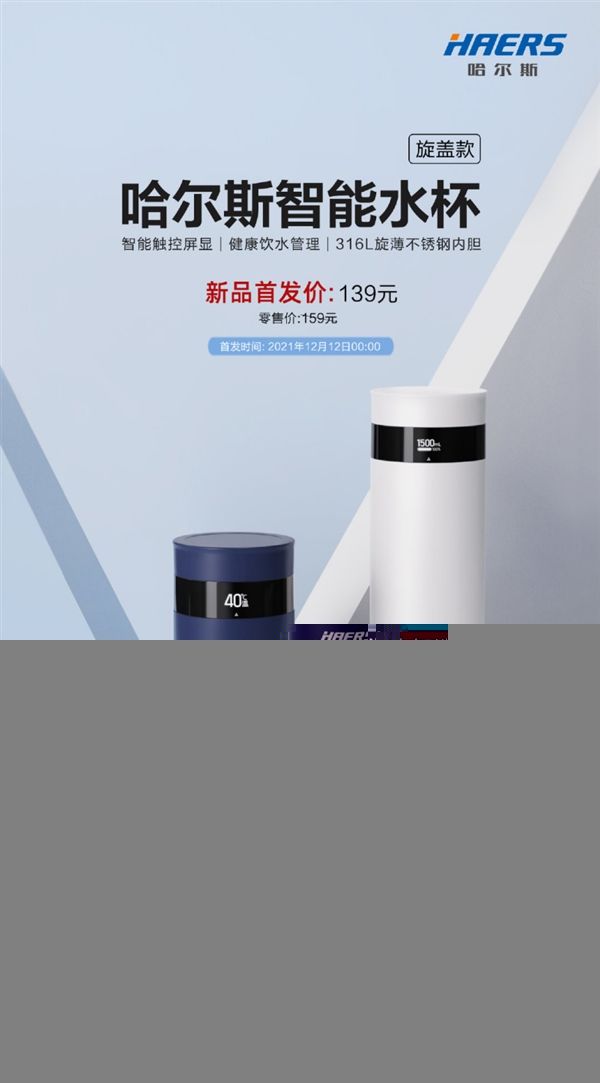 HAERS
哈尔斯
旋盖款
哈尔斯智能水杯
智能触控屏显｜健康饮水管理｜316L旋薄不锈钢内胆
新品首发价:139元
零售价:159元
首发时间: 2021年12月12日00:00
1500mL
100%
40℃
HAERS